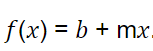 f(x) = b + mx.